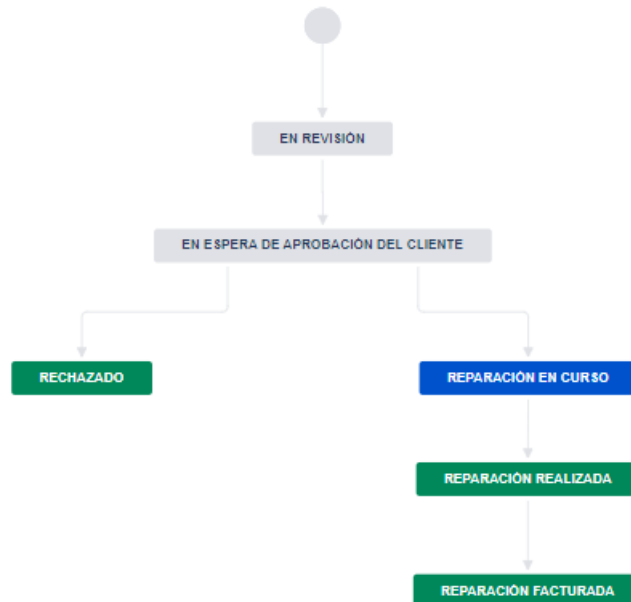 EN REVISIÓN
EN ESPERA DE APROBACIÓN DEL CLIENTE
RECHAZADO
REPARACIÓN EN CURSO
REPARACIÓN REALIZADA
REPARACIÓN FACTURADA